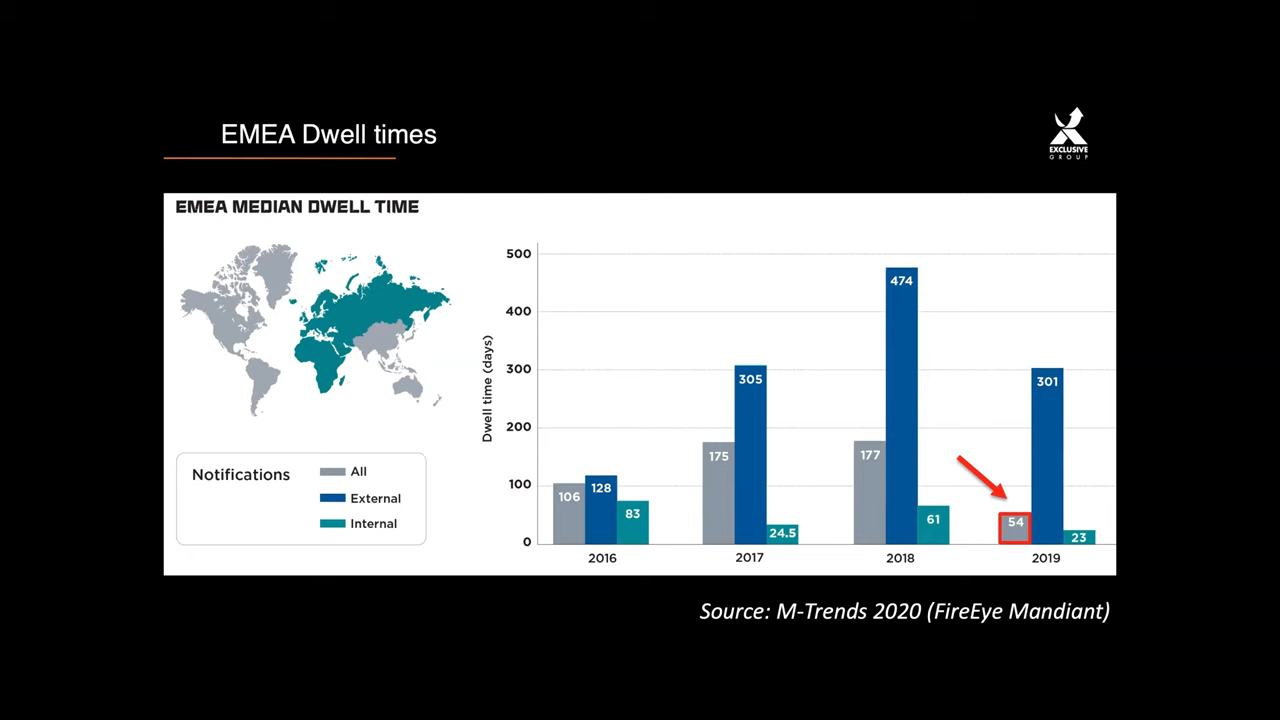 EMEA Dwell times
EXCLUSIVE
GROUP
EMEA MEDIAN DWELL TIME
Notifications
All
External
Internal
Dwell time (days)
500
400
300
200
100
0
106
128
83
175
305
24.5
177
474
61
54
301
23
2016
2017
2018
2019
Source: M-Trends 2020 (FireEye Mandiant)